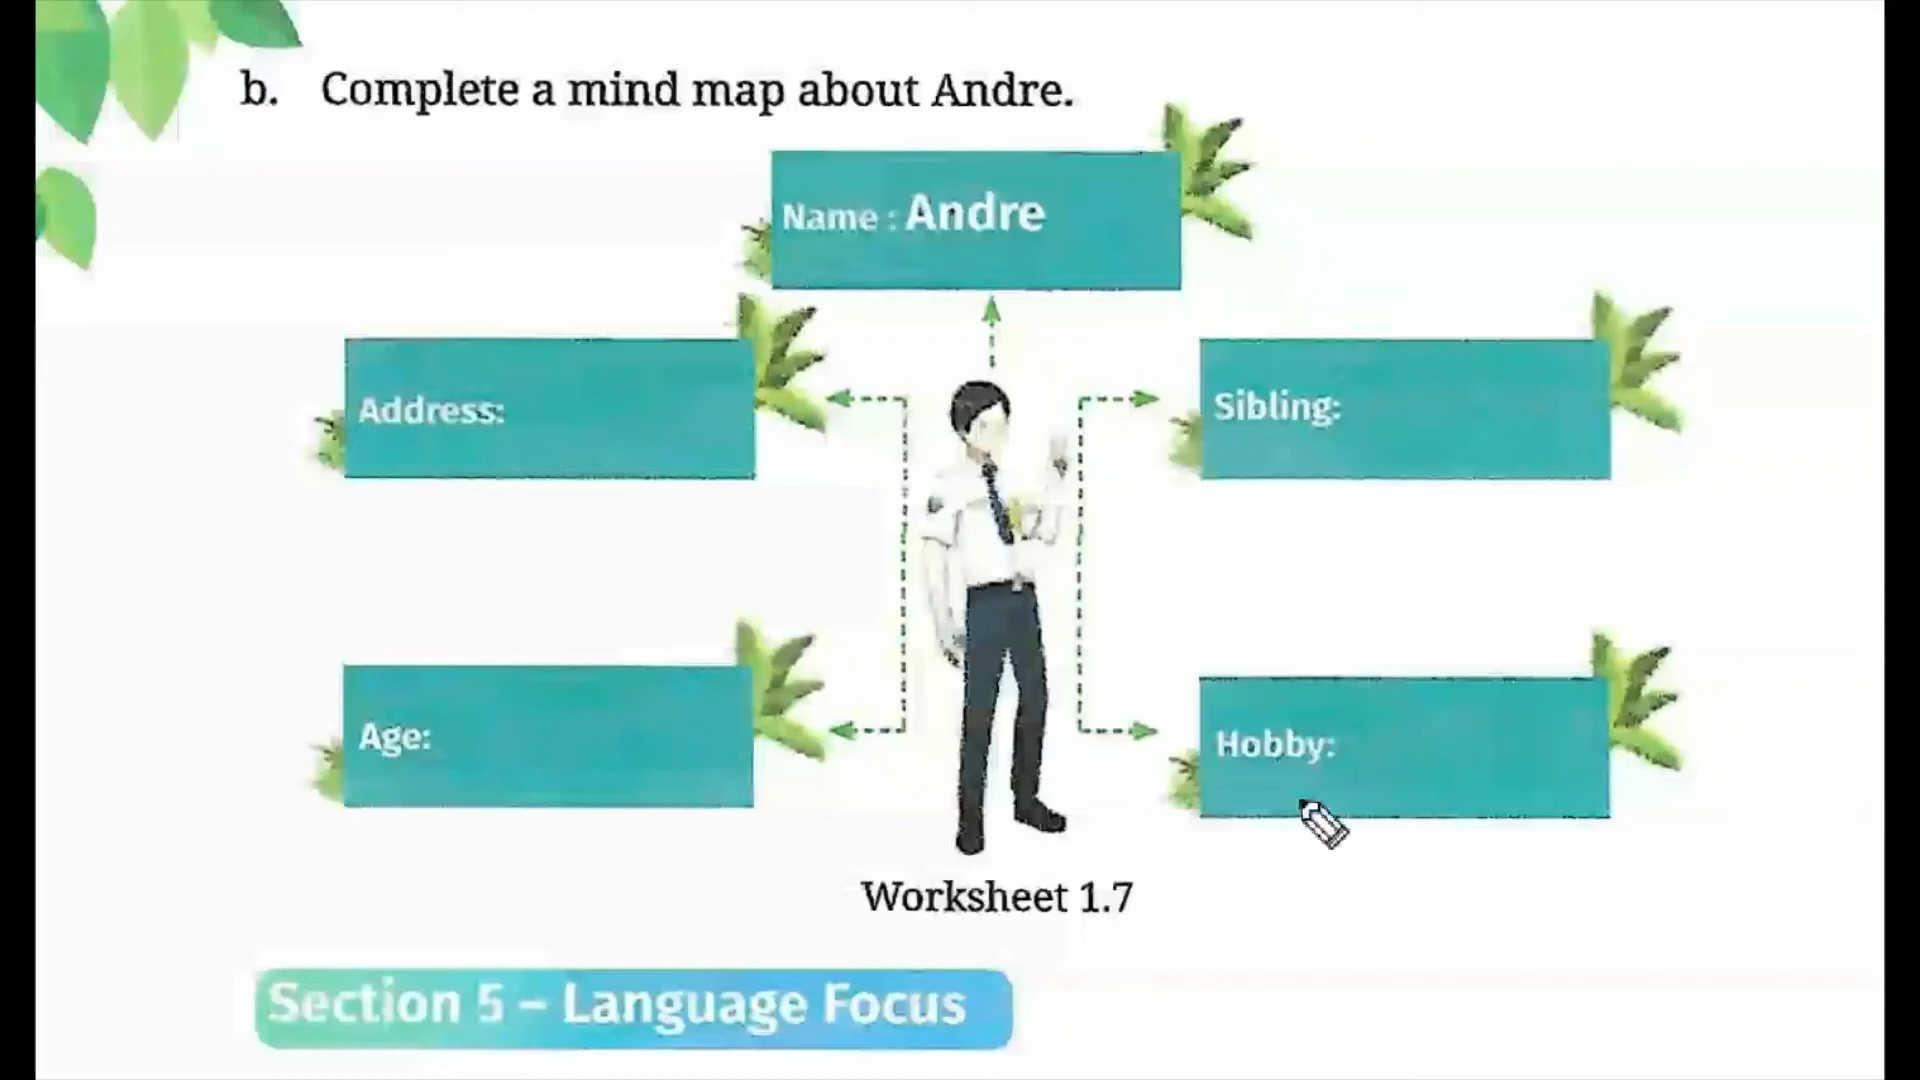 b. Complete a mind map about Andre.
Name : Andre
Address:
Sibling:
Age:
Hobby:
Worksheet 1.7
Section 5 – Language Focus